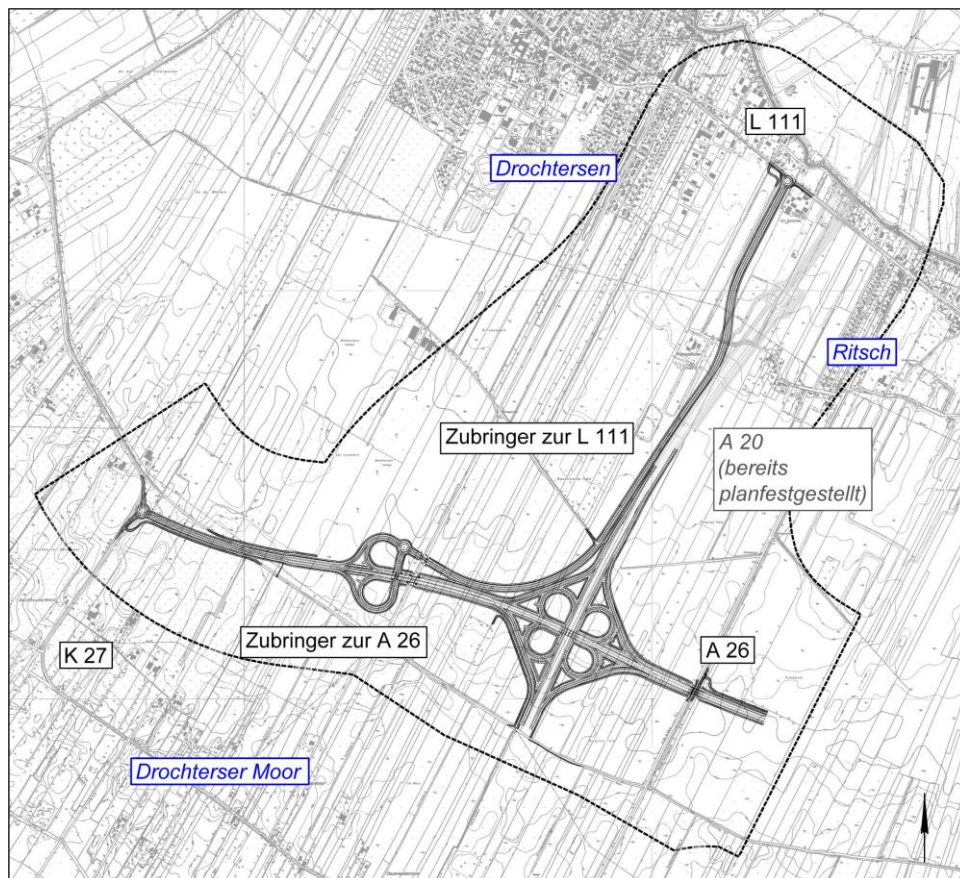 L 111
Drochtersen
Ritsch
Zubringer zur L 111
A 20
(bereits
planfestgestellt)
Zubringer zur A 26
A 26
K 27
Drochterser Moor